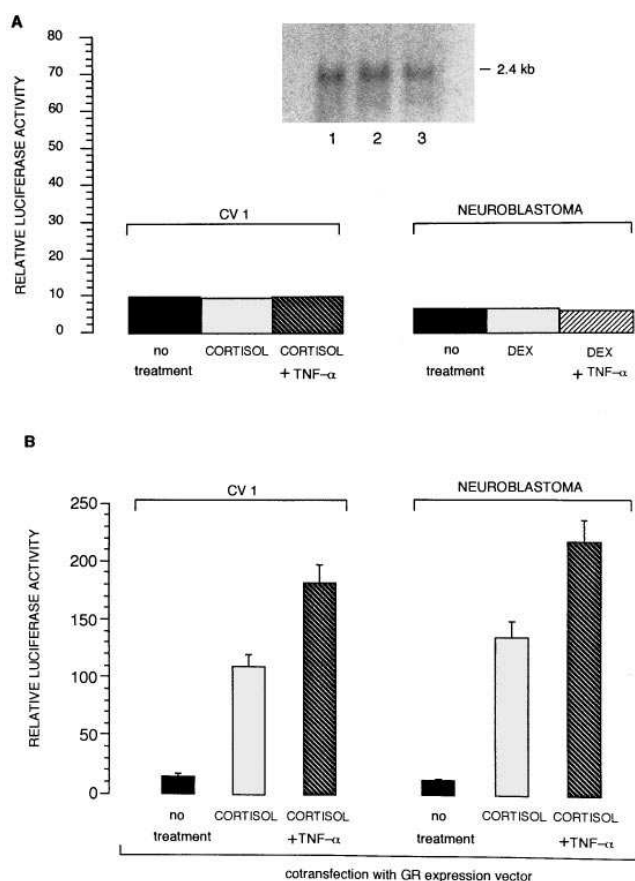 A
RELATIVE LUCIFERASE ACTIVITY
80
70
60
50
40
30
20
10
0
— 2.4 kb
1 2 3
CV 1
NEUROBLASTOMA
no treatment
CORTISOL
CORTISOL + TNF-α
no treatment
DEX
DEX + TNF-α
B
RELATIVE LUCIFERASE ACTIVITY
250
200
150
100
50
0
CV 1
NEUROBLASTOMA
no treatment
CORTISOL
CORTISOL +TNF-α
no treatment
CORTISOL
CORTISOL +TNF-α
cotransfection with GR expression vector